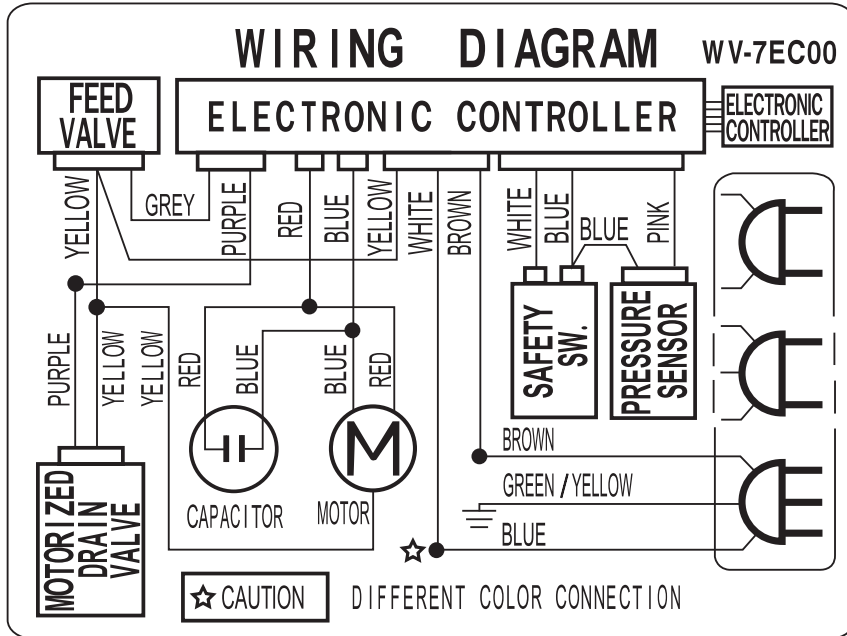 WIRING DIAGRAM
WV-7EC00
FEED
VALVE
ELECTRONIC CONTROLLER
ELECTRONIC
CONTROLLER
YELLOW
GREY
PURPLE
RED
BLUE
YELLOW
WHITE
BROWN
WHITE
BLUE
BLUE
PINK
PURPLE
YELLOW
YELLOW
RED
BLUE
BLUE
RED
SAFETY
SW.
PRESSURE
SENSOR
MOTORIZED
DRAIN
VALVE
CAPACITOR
M
MOTOR
BROWN
GREEN/YELLOW
BLUE
☆
☆ CAUTION
DIFFERENT COLOR CONNECTION